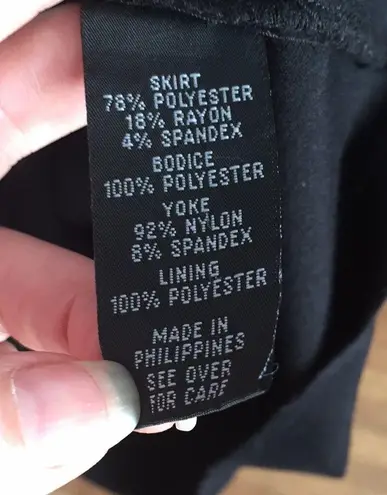 SKIRT
78% POLYESTER
18% RAYON
4% SPANDEX
BODICE
100% POLYESTER
YOKE
92% NYLON
8% SPANDEX
LINING
100% POLYESTER
MADE IN
PHILIPPINES
SEE OVER
FOR CARE